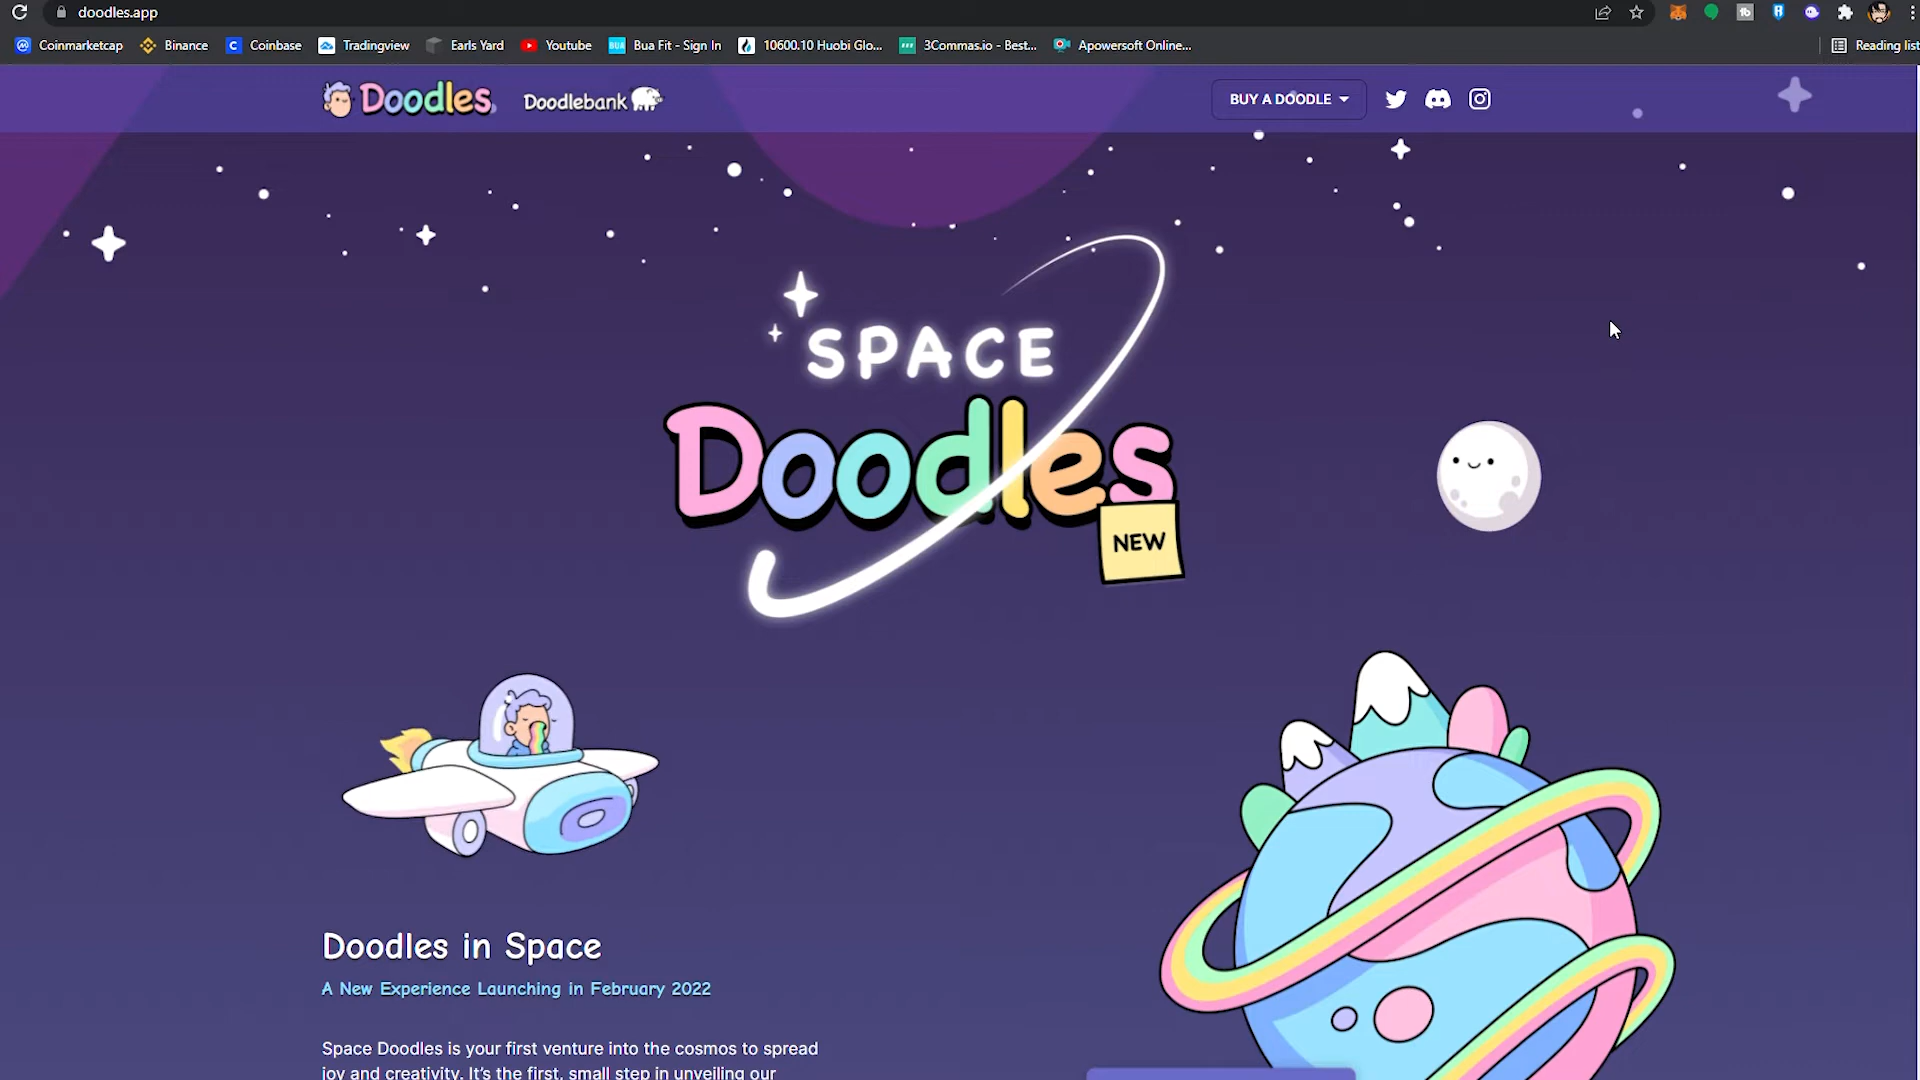 doodles.app
Coinmarketcap
Binance
Coinbase
Tradingview
Earls Yard
Youtube
BUA
Bua Fit - Sign In
10600.10 Huobi Glo...
3Commas.io - Best...
Apowersoft Online...
Reading list
Doodles
Doodlebank
BUY A DOODLE
SPACE
Doodles
NEW
Doodles in Space
A New Experience Launching in February 2022
Space Doodles is your first venture into the cosmos to spread
joy and creativity. It's the first, small step in unveiling our